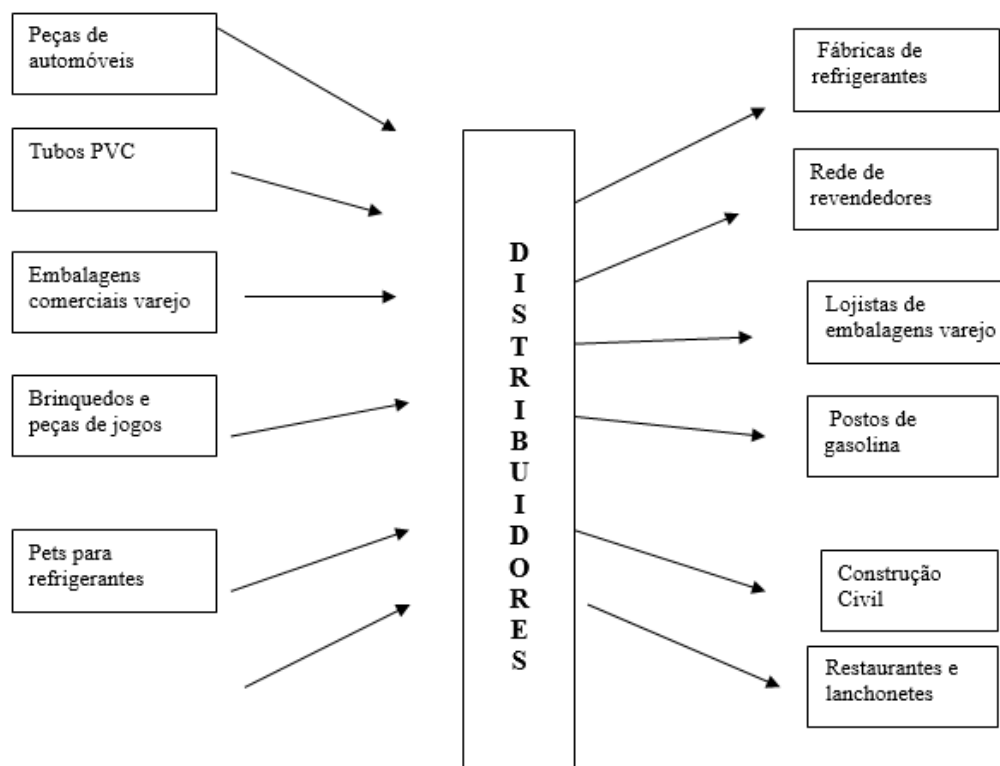 Peças de
automóveis
Tubos PVC
Embalagens
comerciais varejo
Brinquedos e
peças de jogos
Pets para
refrigerantes
D
I
S
T
R
I
B
U
I
D
O
R
E
S
Fábricas de
refrigerantes
Rede de
revendedores
Lojistas de
embalagens varejo
Postos de
gasolina
Construção
Civil
Restaurantes e
lanchonetes